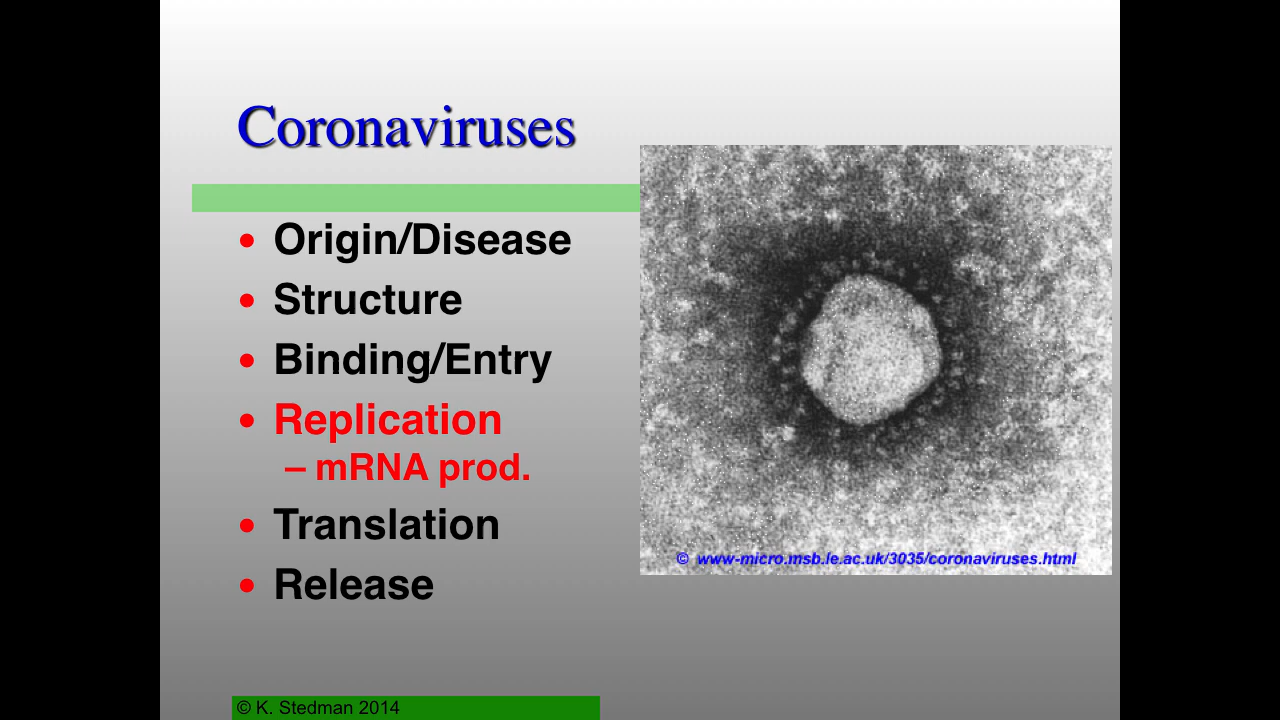 Coronaviruses
• Origin/Disease
• Structure
• Binding/Entry
• Replication
– mRNA prod.
• Translation
• Release
© www-micro.msb.le.ac.uk/3035/coronaviruses.html
© K. Stedman 2014